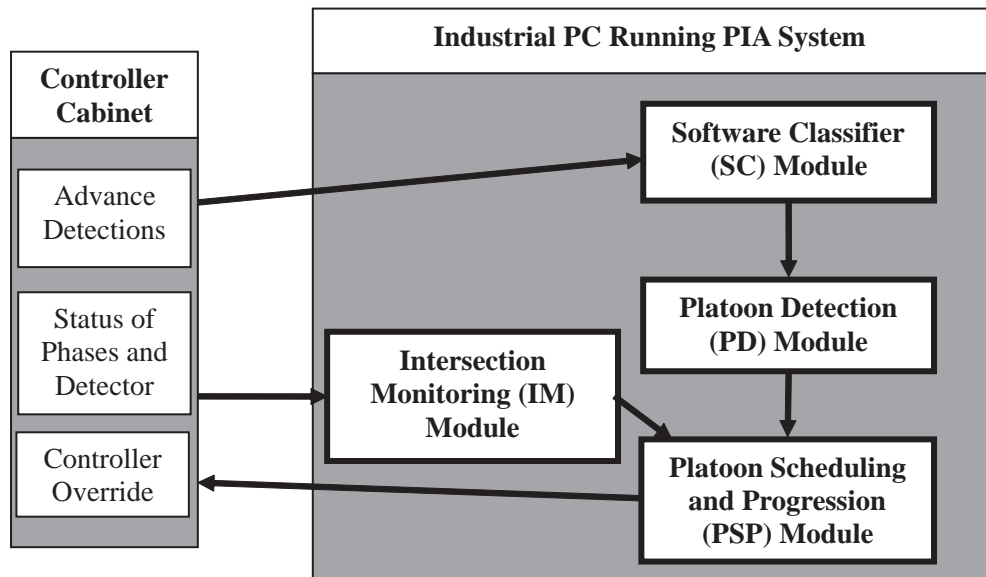 Industrial PC Running PIA System
Controller
Cabinet
Advance
Detections
Status of
Phases and
Detector
Controller
Override
Software Classifier
(SC) Module
Platoon Detection
(PD) Module
Intersection
Monitoring (IM)
Module
Platoon Scheduling
and Progression
(PSP) Module